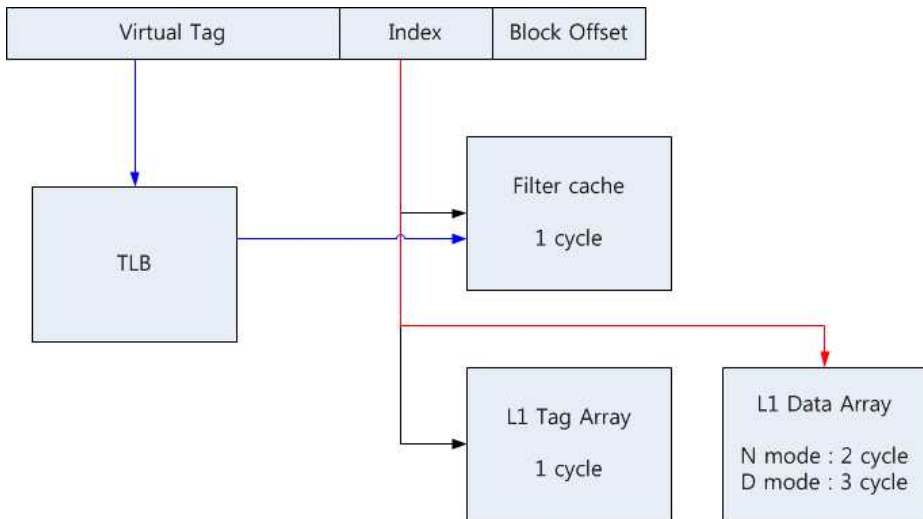 Virtual Tag
Index
Block Offset
Filter cache
1 cycle
TLB
L1 Tag Array
1 cycle
L1 Data Array
N mode : 2 cycle
D mode : 3 cycle